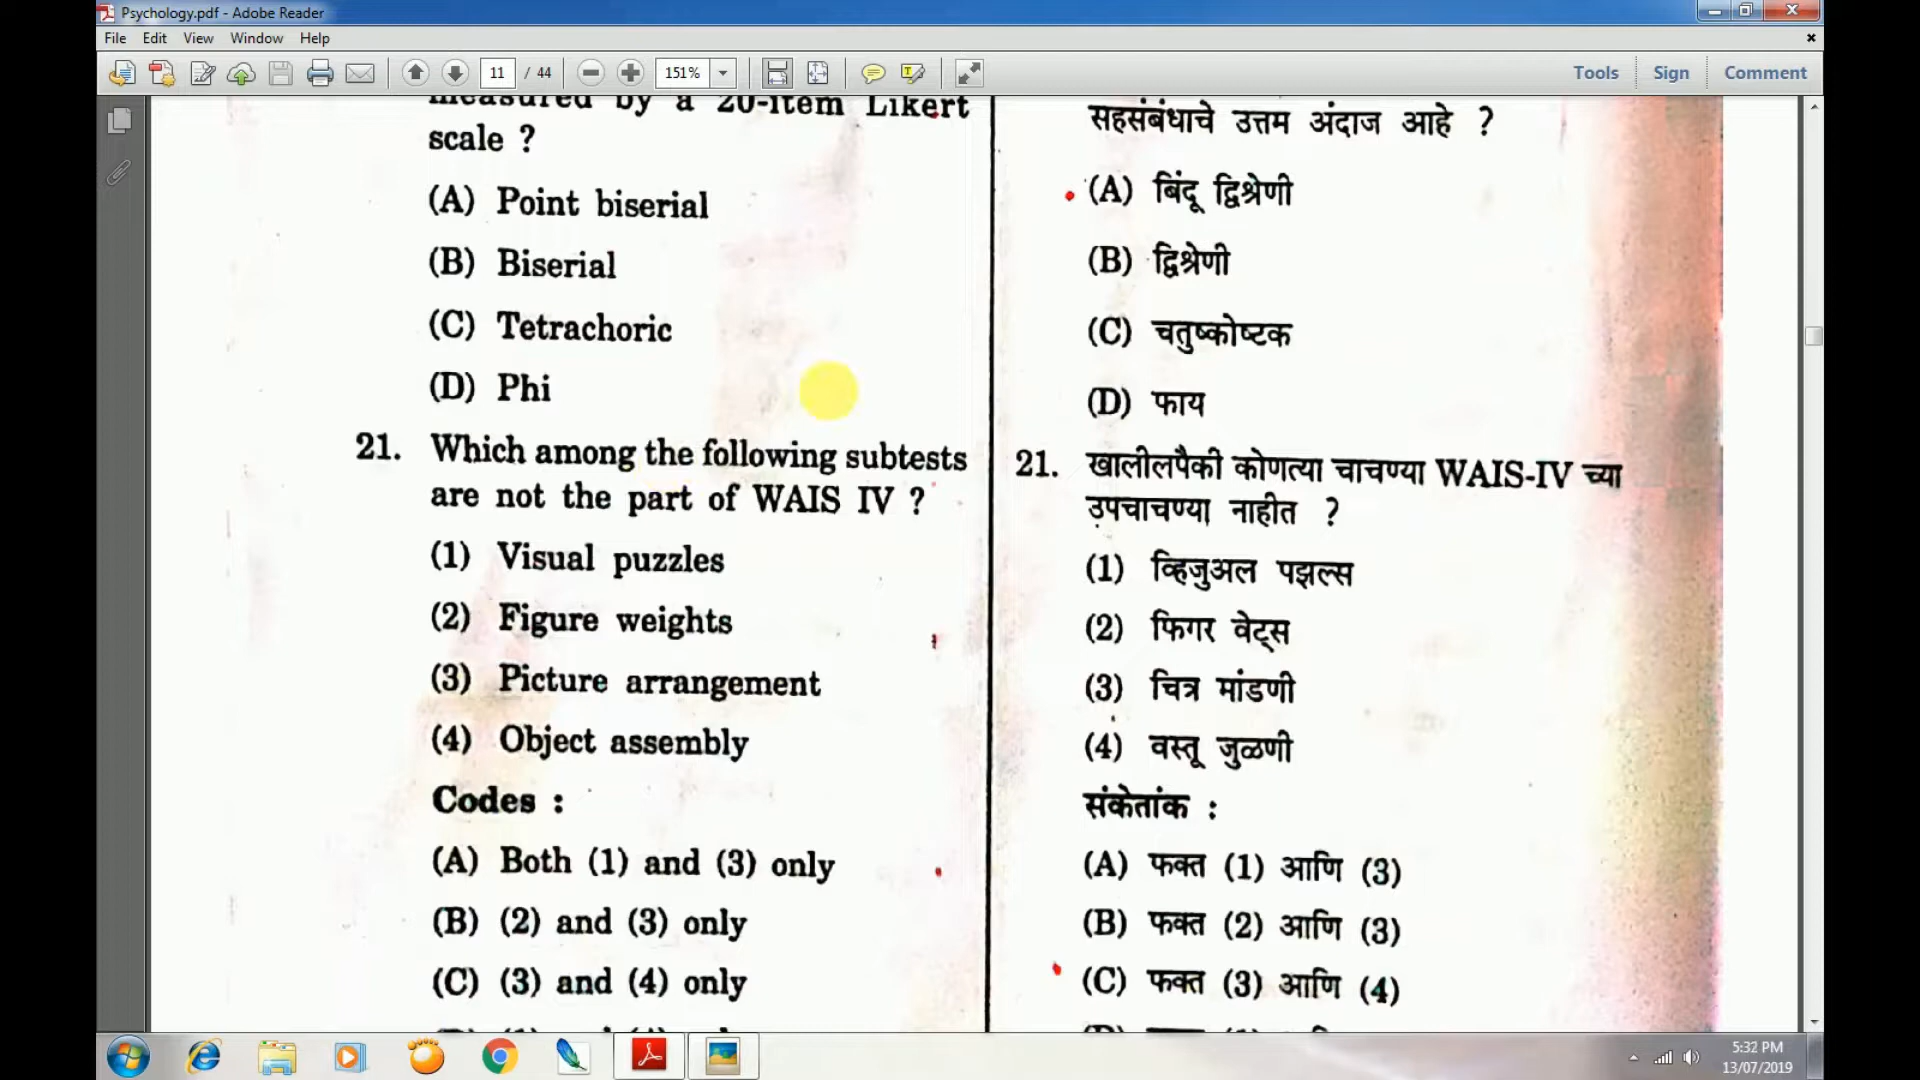 Psychology.pdf - Adobe Reader
File Edit View Window Help
11 / 44 151% Tools Sign Comment
measured by a 20-item Likert
scale ?
(A) Point biserial
(B) Biserial
(C) Tetrachoric
(D) Phi
21. Which among the following subtests
are not the part of WAIS IV ?
(1) Visual puzzles
(2) Figure weights
(3) Picture arrangement
(4) Object assembly
Codes :
(A) Both (1) and (3) only
(B) (2) and (3) only
(C) (3) and (4) only
सहसंबंधाचे उत्तम अंदाज आहे ?
(A) बिंदू द्विश्रेणी
(B) द्विश्रेणी
(C) चतुष्कोष्टक
(D) फाय
21. खालीलपैकी कोणत्या चाचण्या WAIS-IV च्या
उपचाचण्या नाहीत ?
(1) व्हिजुअल पझल्स
(2) फिगर वेट्स
(3) चित्र मांडणी
(4) वस्तू जुळणी
संकेतांक :
(A) फक्त (1) आणि (3)
(B) फक्त (2) आणि (3)
(C) फक्त (3) आणि (4)
5:32 PM
13/07/2019